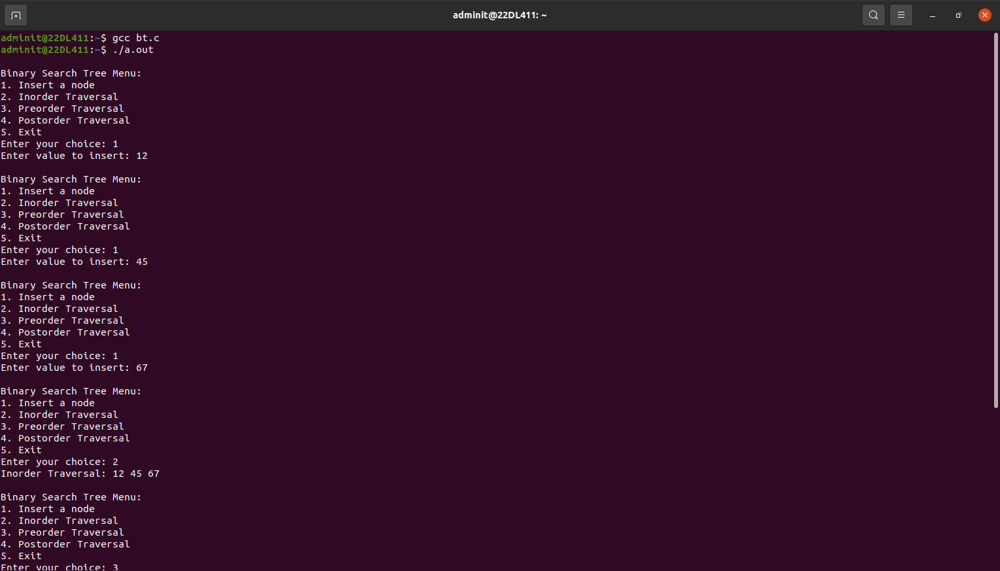 adminit@22DL411: ~
adminit@22DL411:~$ gcc bt.c
adminit@22DL411:~$ ./a.out

Binary Search Tree Menu:
1. Insert a node
2. Inorder Traversal
3. Preorder Traversal
4. Postorder Traversal
5. Exit
Enter your choice: 1
Enter value to insert: 12

Binary Search Tree Menu:
1. Insert a node
2. Inorder Traversal
3. Preorder Traversal
4. Postorder Traversal
5. Exit
Enter your choice: 1
Enter value to insert: 45

Binary Search Tree Menu:
1. Insert a node
2. Inorder Traversal
3. Preorder Traversal
4. Postorder Traversal
5. Exit
Enter your choice: 1
Enter value to insert: 67

Binary Search Tree Menu:
1. Insert a node
2. Inorder Traversal
3. Preorder Traversal
4. Postorder Traversal
5. Exit
Enter your choice: 2
Inorder Traversal: 12 45 67

Binary Search Tree Menu:
1. Insert a node
2. Inorder Traversal
3. Preorder Traversal
4. Postorder Traversal
5. Exit
Enter your choice: 3